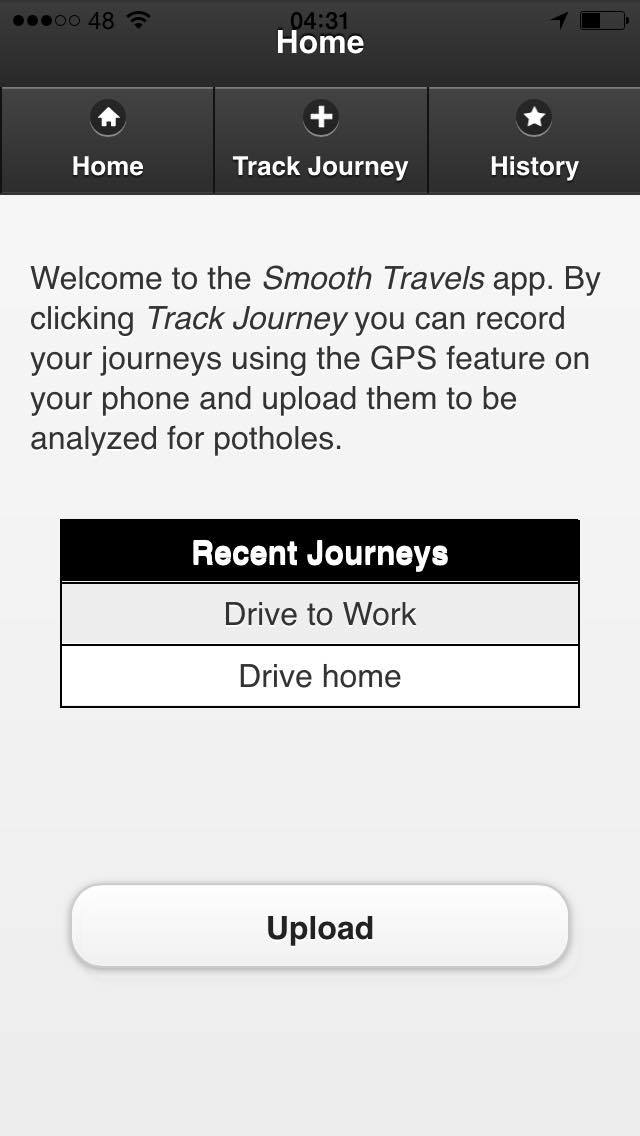 48 04:31
Home
Home Track Journey History
Welcome to the Smooth Travels app. By
clicking Track Journey you can record
your journeys using the GPS feature on
your phone and upload them to be
analyzed for potholes.
Recent Journeys
Drive to Work
Drive home
Upload